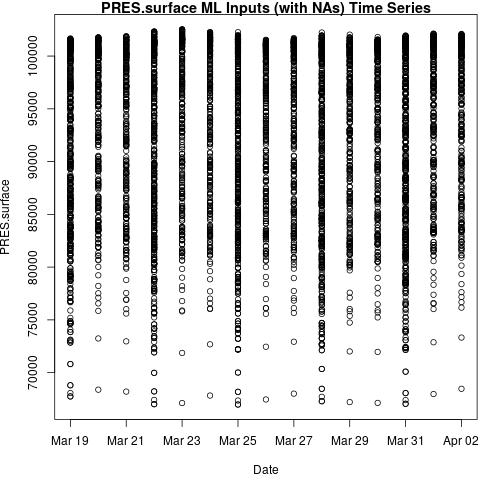 PRES.surface ML Inputs (with NAs) Time Series
PRES.surface
100000
95000
90000
85000
80000
75000
70000
Mar 19 Mar 21 Mar 23 Mar 25 Mar 27 Mar 29 Mar 31 Apr 02
Date